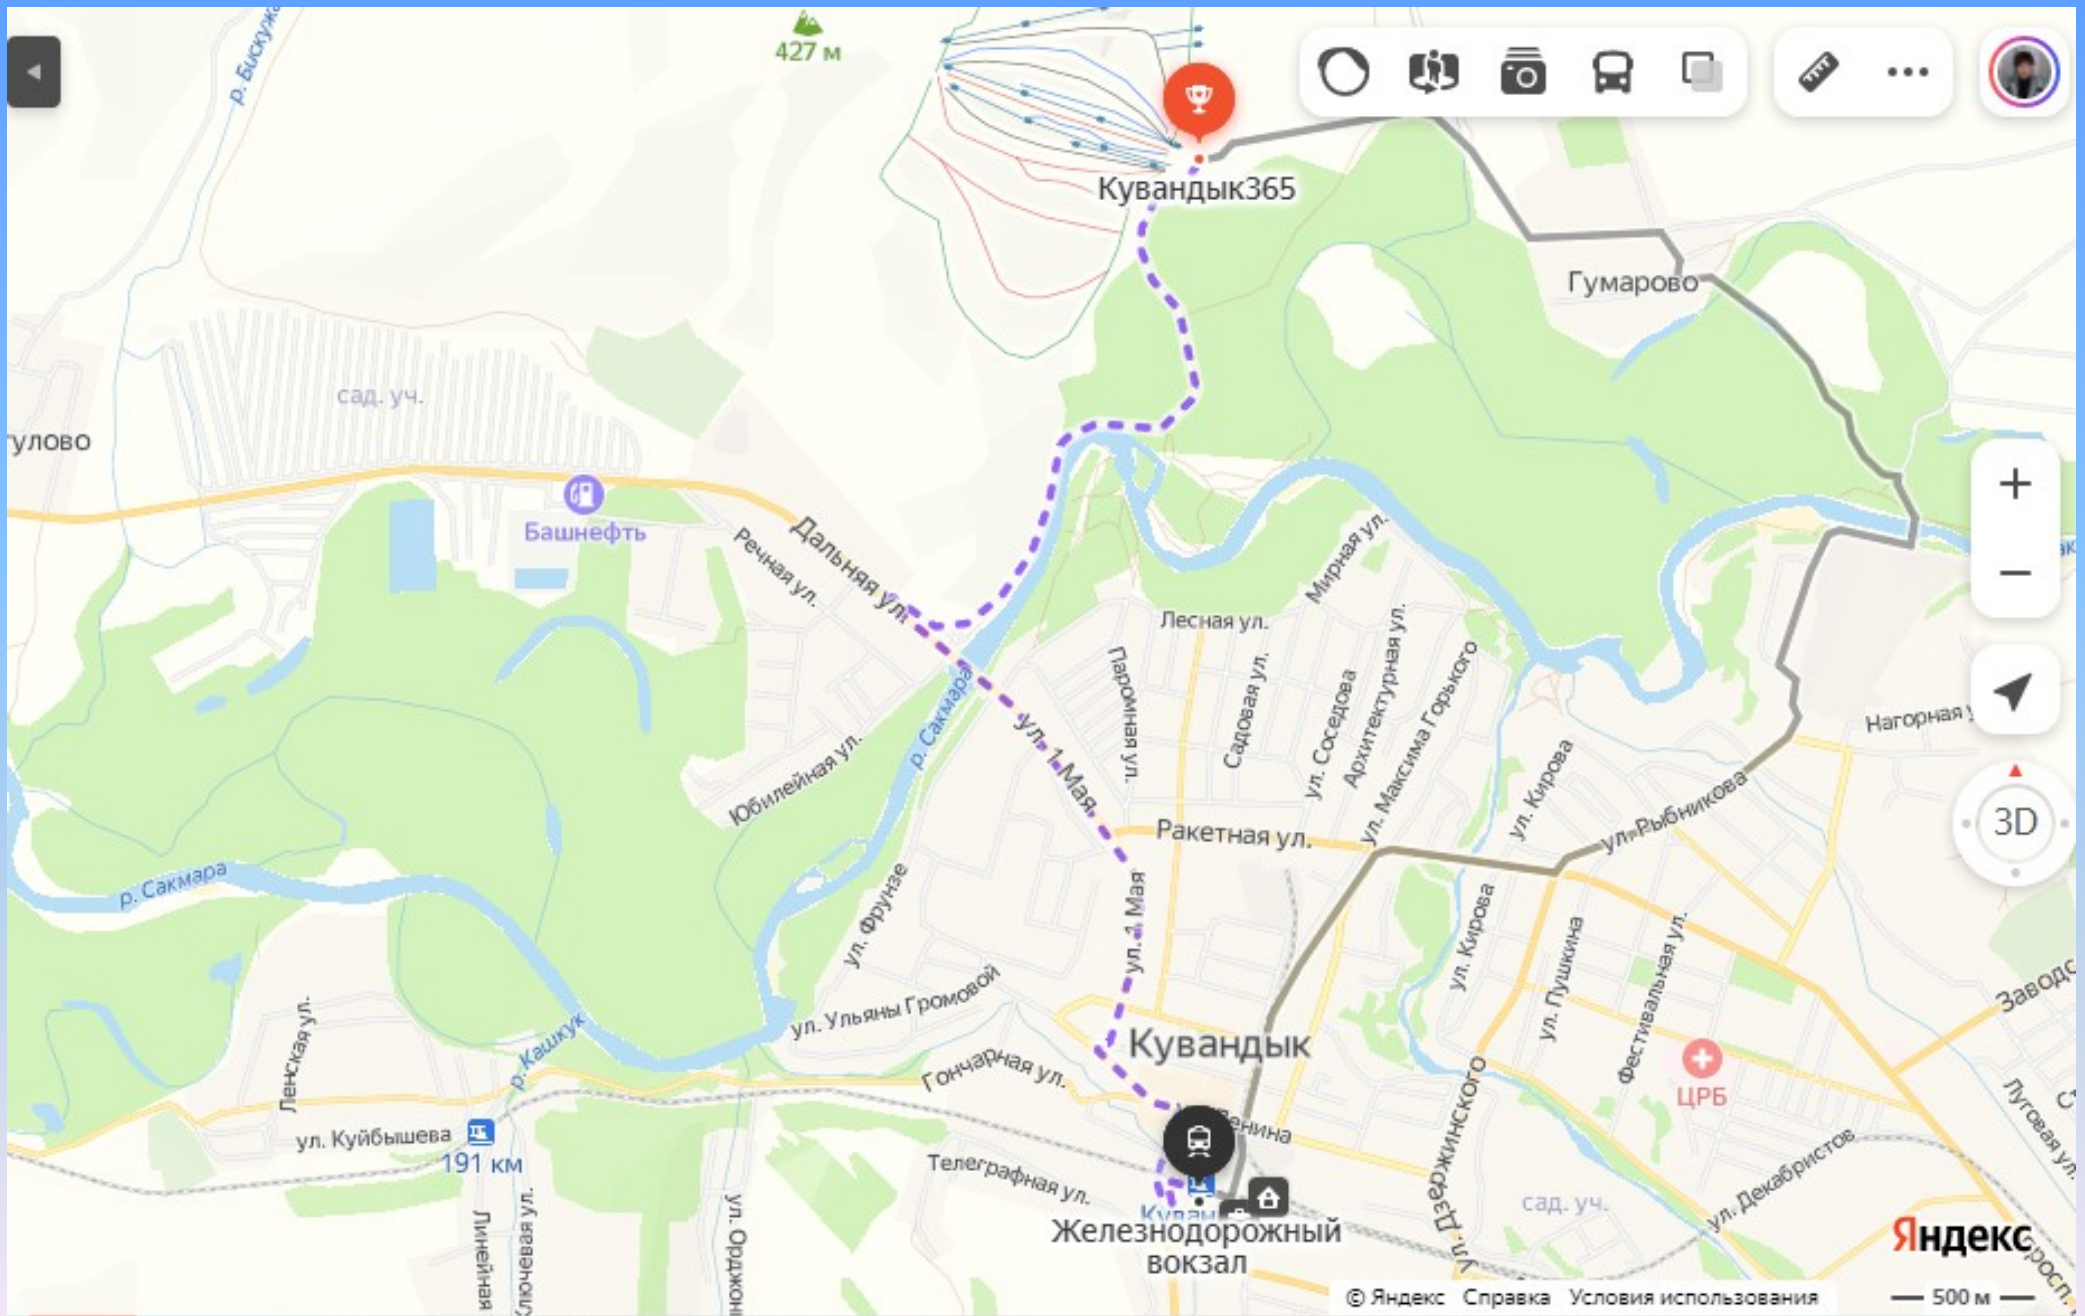 р. Бискужа
427 м
Кувандык365
Гумарово
сад. уч.
Башнефть
Дальняя ул.
Речная ул.
Мирная ул.
Лесная ул.
Паромная ул.
Садовая ул.
ул. Соседова
Архитектурная ул.
ул. Максима Горького
р. Сакмара
ул. 1 Мая
Юбилейная ул.
ул. Кирова
Нагорная
3D
Ракетная ул.
ул. Рыбникова
р. Сакмара
ул. Фрунзе
ул. 1 Мая
ул. Кирова
ул. Пушкина
Фестивальная ул.
ул. Ульяны Громовой
Ленская ул.
р. Кашкук
Кувандык
Гончарная ул.
ЦРБ
ул. Дзержинского
Луговая ул.
ул. Куйбышева
191 км
Телеграфная ул.
ул. Декабристов
сад. уч.
Линейная
Ключевая ул.
Железнодорожный
вокзал
Яндекс
© Яндекс Справка Условия использования
500 м